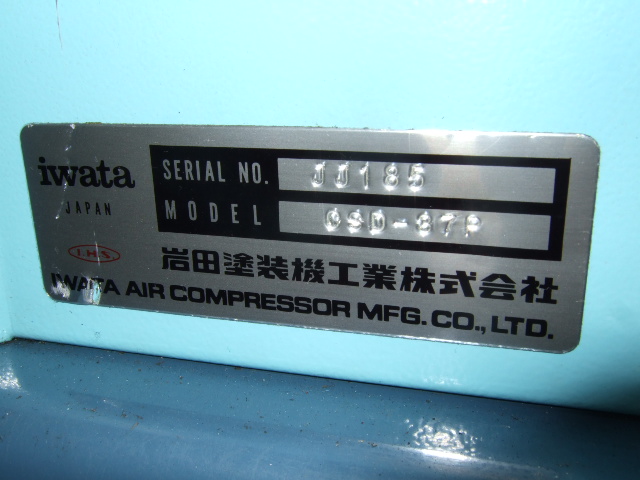 iwata
JAPAN
SERIAL NO. JJ185
MODEL OSD-37P
I.H.S
岩田塗装機工業株式会社
IWATA AIR COMPRESSOR MFG. CO., LTD.